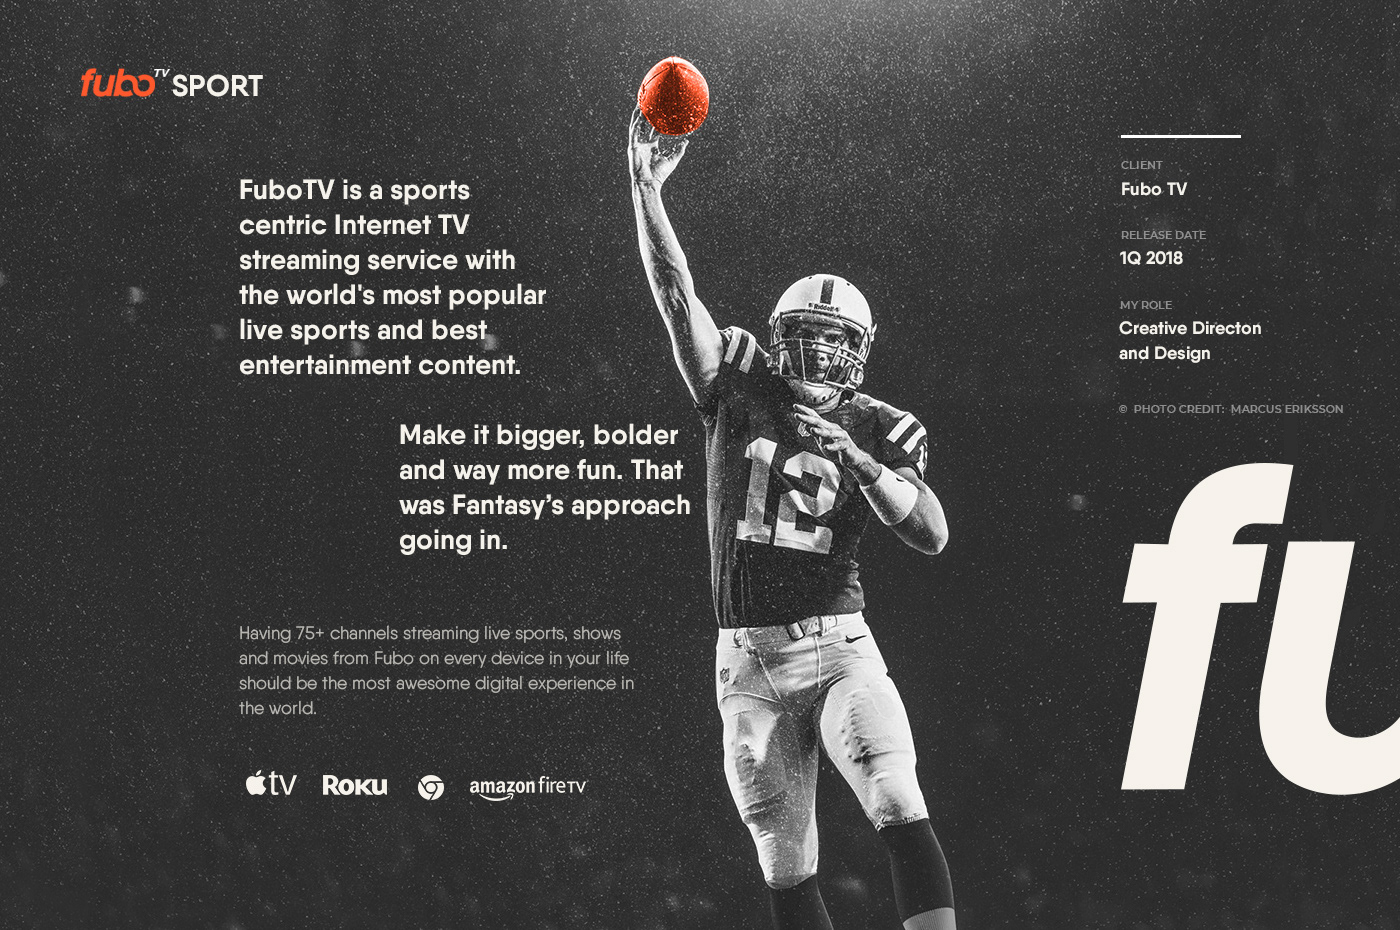 fubo TV SPORT
FuboTV is a sports
centric Internet TV
streaming service with
the world's most popular
live sports and best
entertainment content.
Make it bigger, bolder
and way more fun. That
was Fantasy’s approach
going in.
Having 75+ channels streaming live sports, shows
and movies from Fubo on every device in your life
should be the most awesome digital experience in
the world.
tv
ROKU
amazon fireTV
Riddell
12
CLIENT
Fubo TV
RELEASE DATE
1Q 2018
MY ROLE
Creative Directon
and Design
© PHOTO CREDIT: MARCUS ERIKSSON
fu